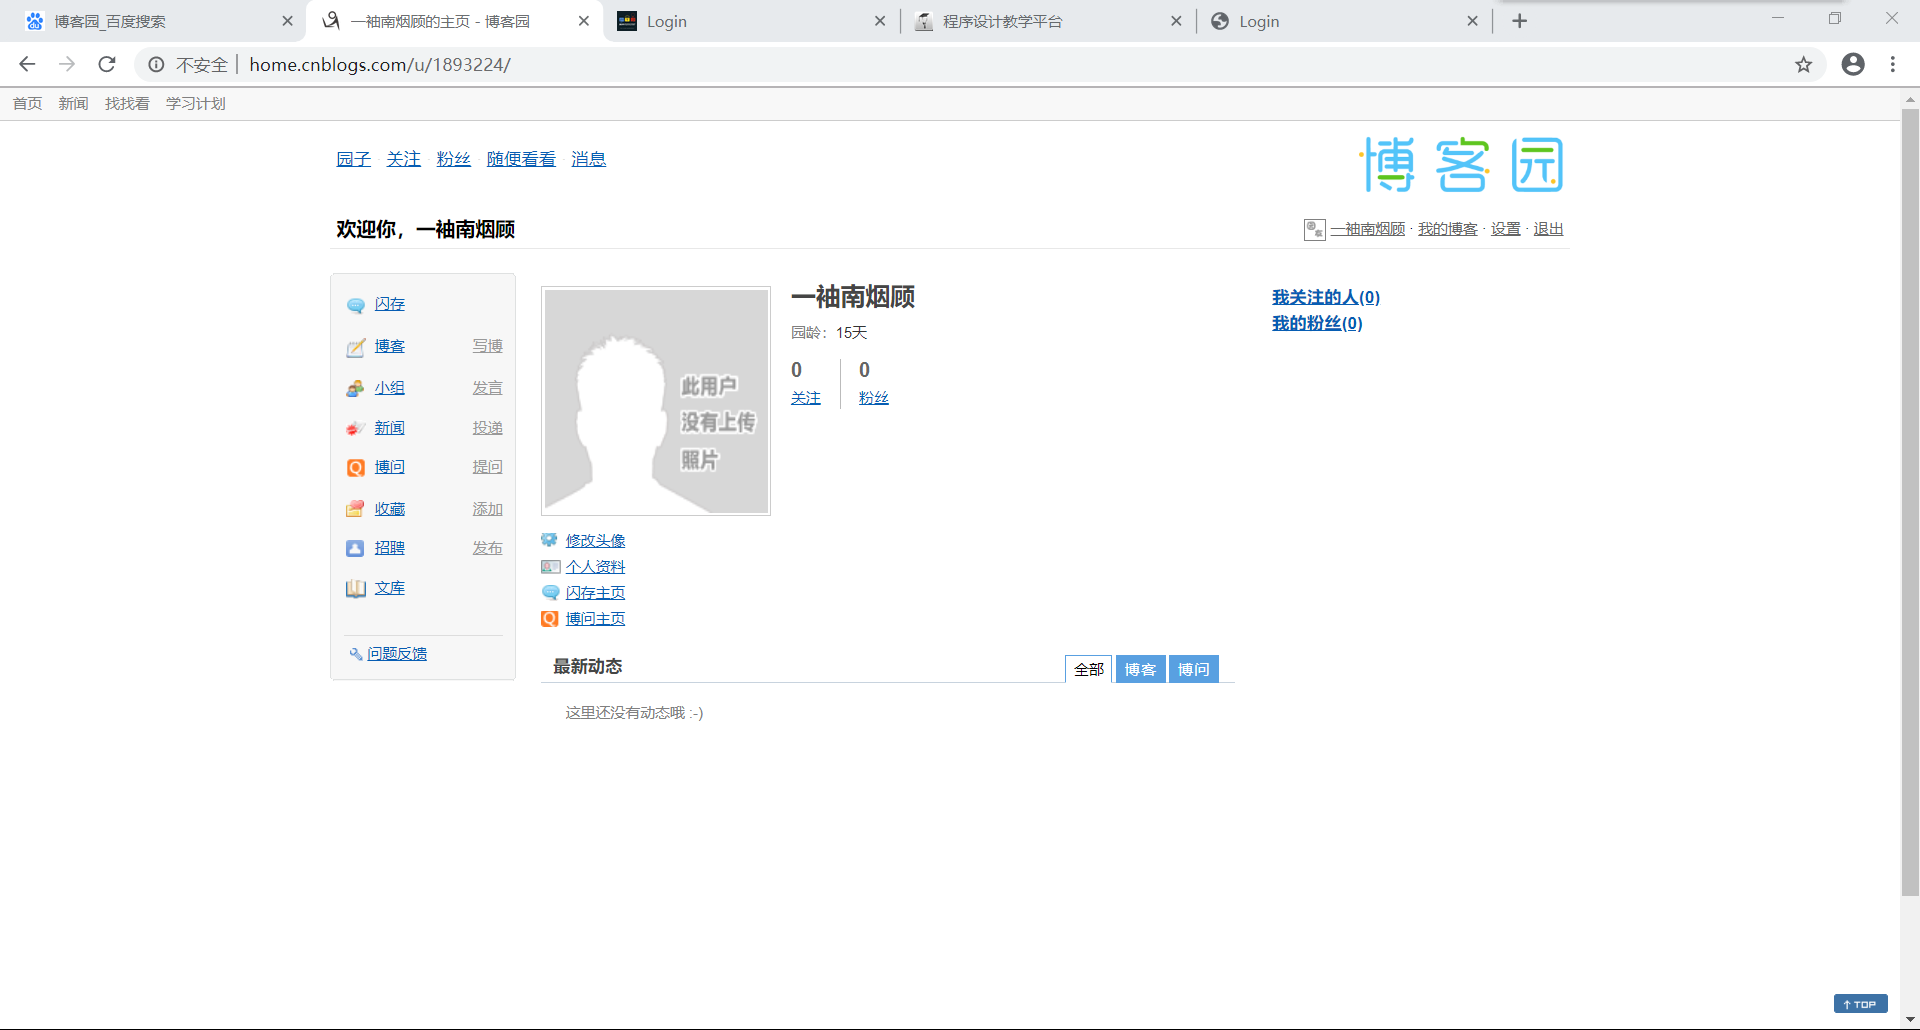 博客园_百度搜索
一袖南烟顾的主页 - 博客园
Login
程序设计教学平台
Login
不安全 | home.cnblogs.com/u/1893224/
首页 新闻 找找看 学习计划
园子 · 关注 · 粉丝 · 随便看看 · 消息
博客园
欢迎你，一袖南烟顾
一袖南烟顾 · 我的博客 · 设置 · 退出
闪存
博客 写博
小组 发言
新闻 投递
博问 提问
收藏 添加
招聘 发布
文库
问题反馈
此用户
没有上传
照片
一袖南烟顾
园龄：15天
0 0
关注 粉丝
我关注的人(0)
我的粉丝(0)
修改头像
个人资料
闪存主页
博问主页
最新动态
全部 博客 博问
这里还没有动态哦 :-)
TOP